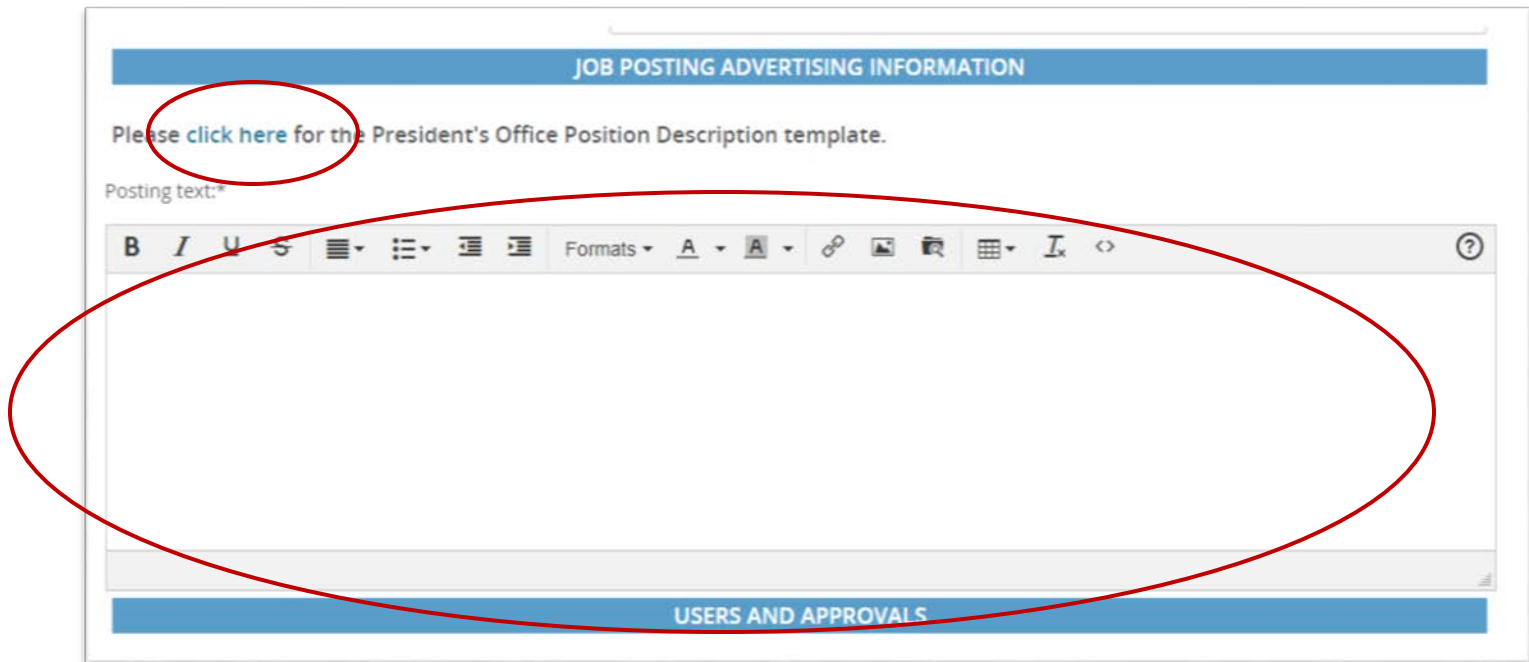 JOB POSTING ADVERTISING INFORMATION
Please click here for the President's Office Position Description template.
Posting text:*
B I U S Formats A A <> ?
USERS AND APPROVALS